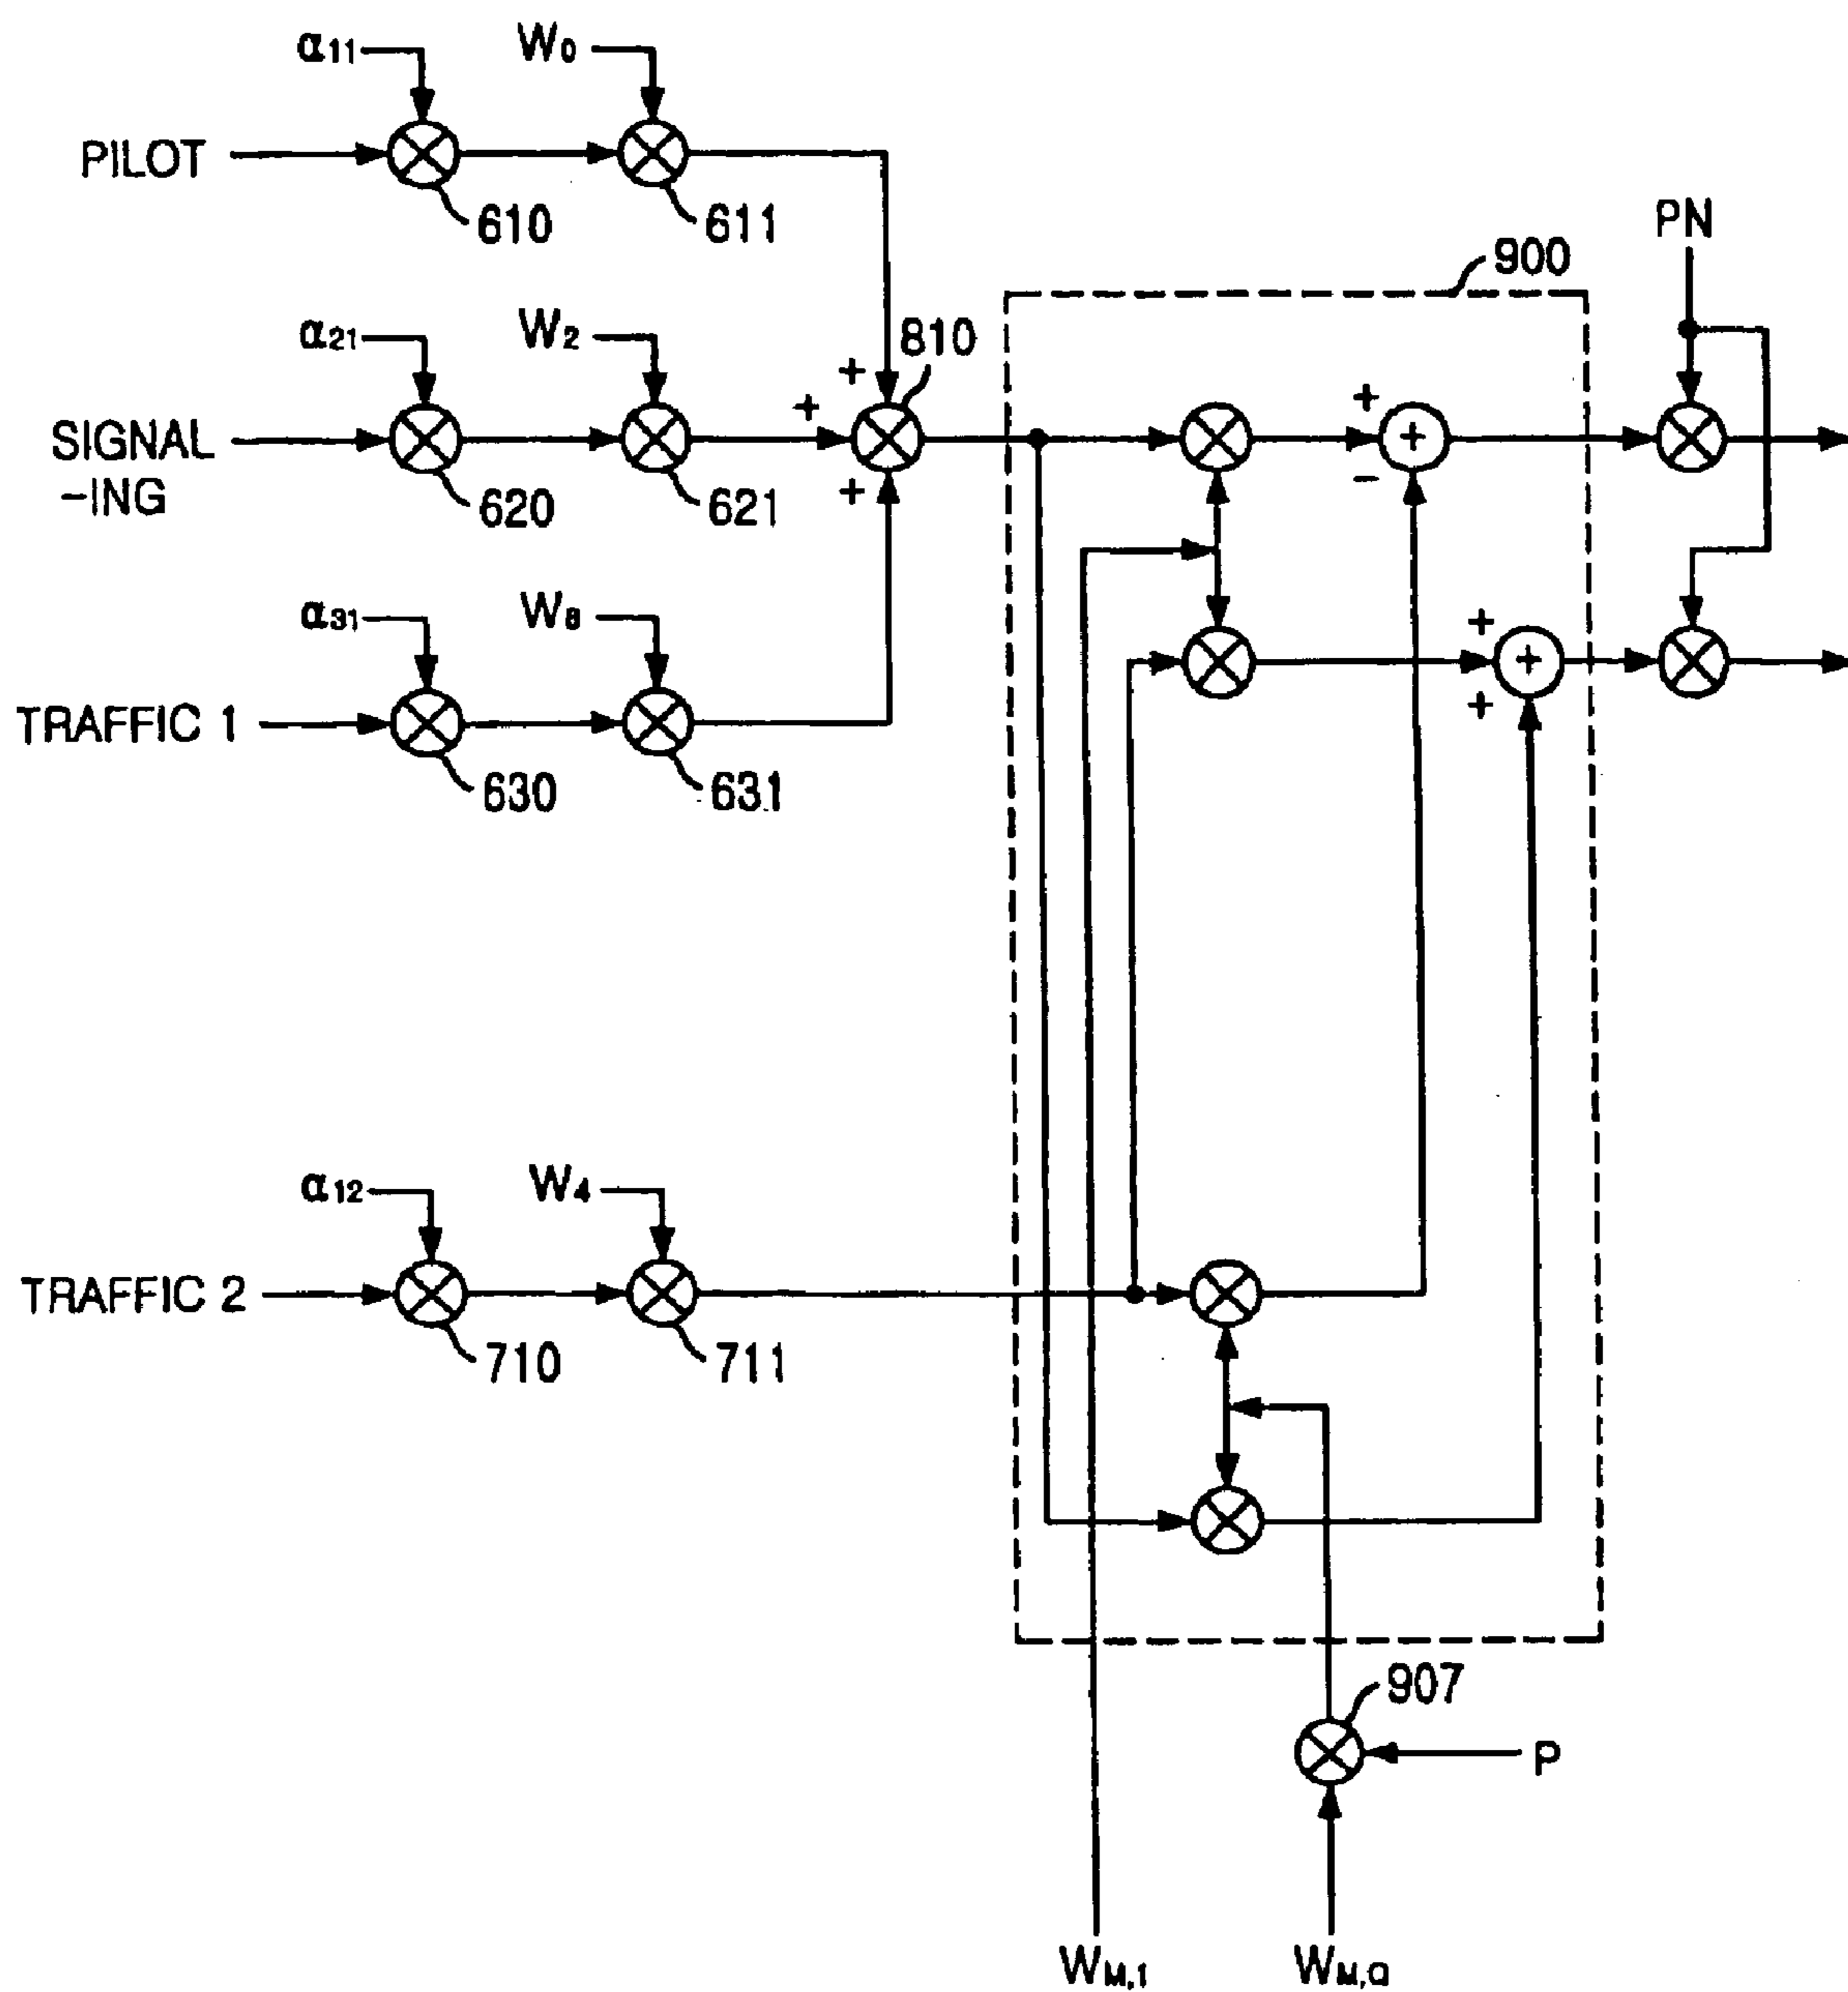 α11 W0
PILOT
610 611
PN
900
α21 W2 810
+
+ +
SIGNAL
-ING
+ -
620 621
α31 W8
+
TRAFFIC 1
+
630 631
α12 W4
TRAFFIC 2
710 711
907
P
WM,1 WM,Q